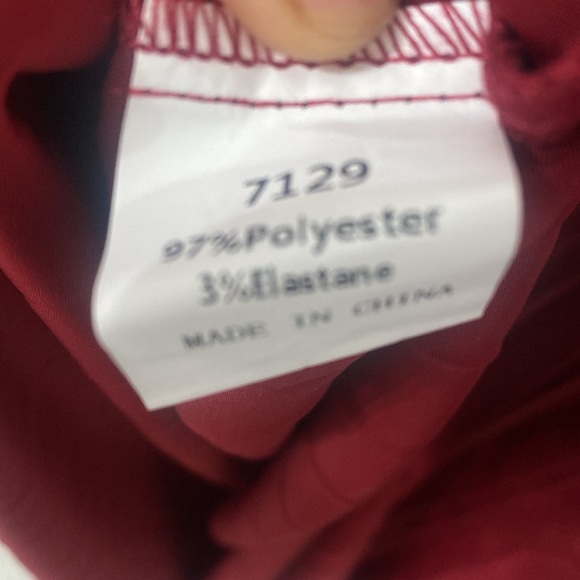 7129
97%Polyester
3%Elastane
MADE IN CHINA